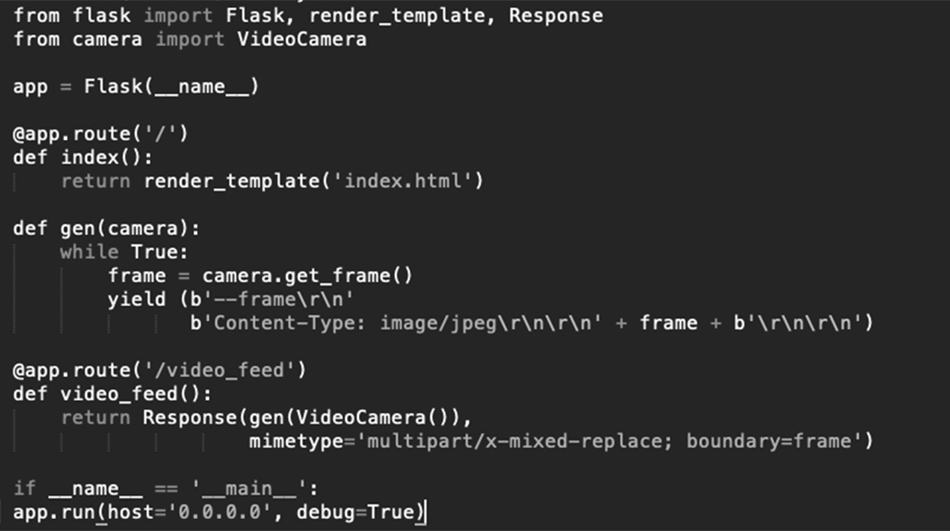 from flask import Flask, render_template, Response
from camera import VideoCamera
app = Flask(__name__)
@app.route('/')
def index():
    return render_template('index.html')
def gen(camera):
    while True:
        frame = camera.get_frame()
        yield (b'--frame\r\n'
               b'Content-Type: image/jpeg\r\n\r\n' + frame + b'\r\n\r\n')
@app.route('/video_feed')
def video_feed():
    return Response(gen(VideoCamera()),
                    mimetype='multipart/x-mixed-replace; boundary=frame')
if __name__ == '__main__':
app.run(host='0.0.0.0', debug=True)